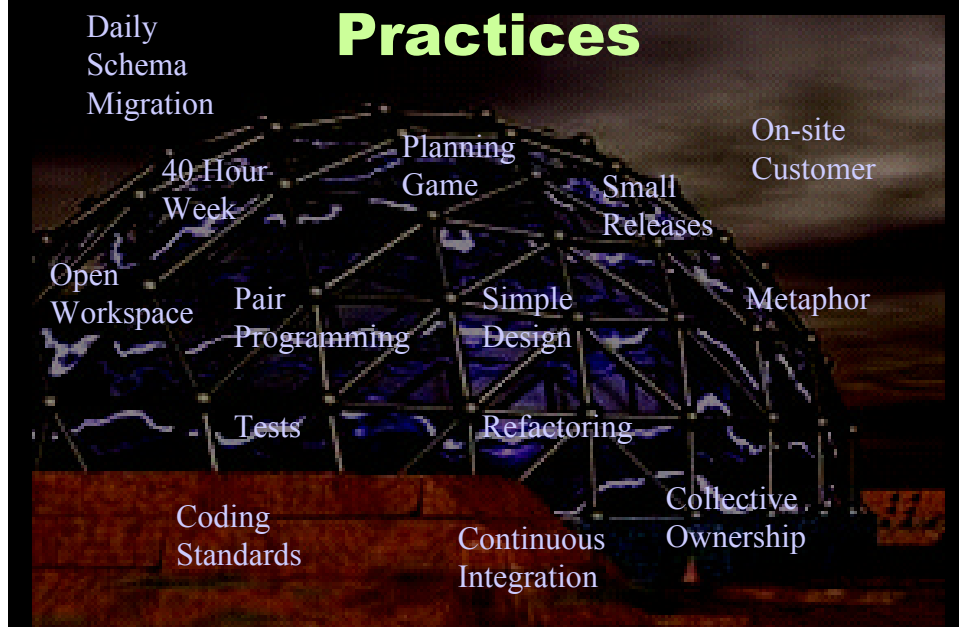 Practices
Daily
Schema
Migration
On-site
Customer
Planning
Game
40 Hour
Week
Small
Releases
Open
Workspace
Pair
Programming
Simple
Design
Metaphor
Tests
Refactoring
Coding
Standards
Continuous
Integration
Collective
Ownership